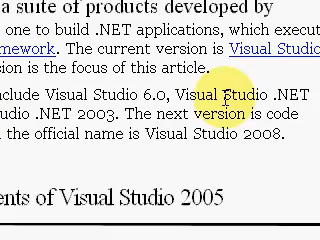 a suite of products developed by
one to build .NET applications, which execut
mework. The current version is Visual Studio
sion is the focus of this article.
nclude Visual Studio 6.0, Visual Studio .NET
udio .NET 2003. The next version is code
the official name is Visual Studio 2008.
ents of Visual Studio 2005